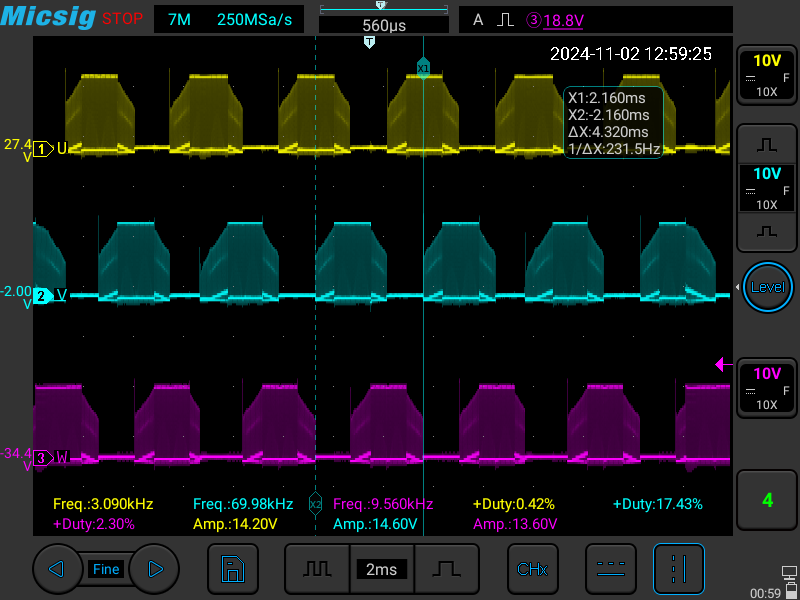 Micsig STOP 7M 250MSa/s 560µs A 3 18.8V
T
T
2024-11-02 12:59:25
X1
X1:2.160ms
X2:-2.160ms
ΔX:4.320ms
1/ΔX:231.5Hz
27.4 V 1 U
-2.00 V 2 V
-34.4 V 3 W
10V
F
10X
10V
F
10X
Level
10V
F
10X
Freq.:3.090kHz Freq.:69.98kHz X2 Freq.:9.560kHz +Duty:0.42% +Duty:17.43%
+Duty:2.30% Amp.:14.20V Amp.:14.60V Amp.:13.60V
4
Fine 2ms CHx
00:59